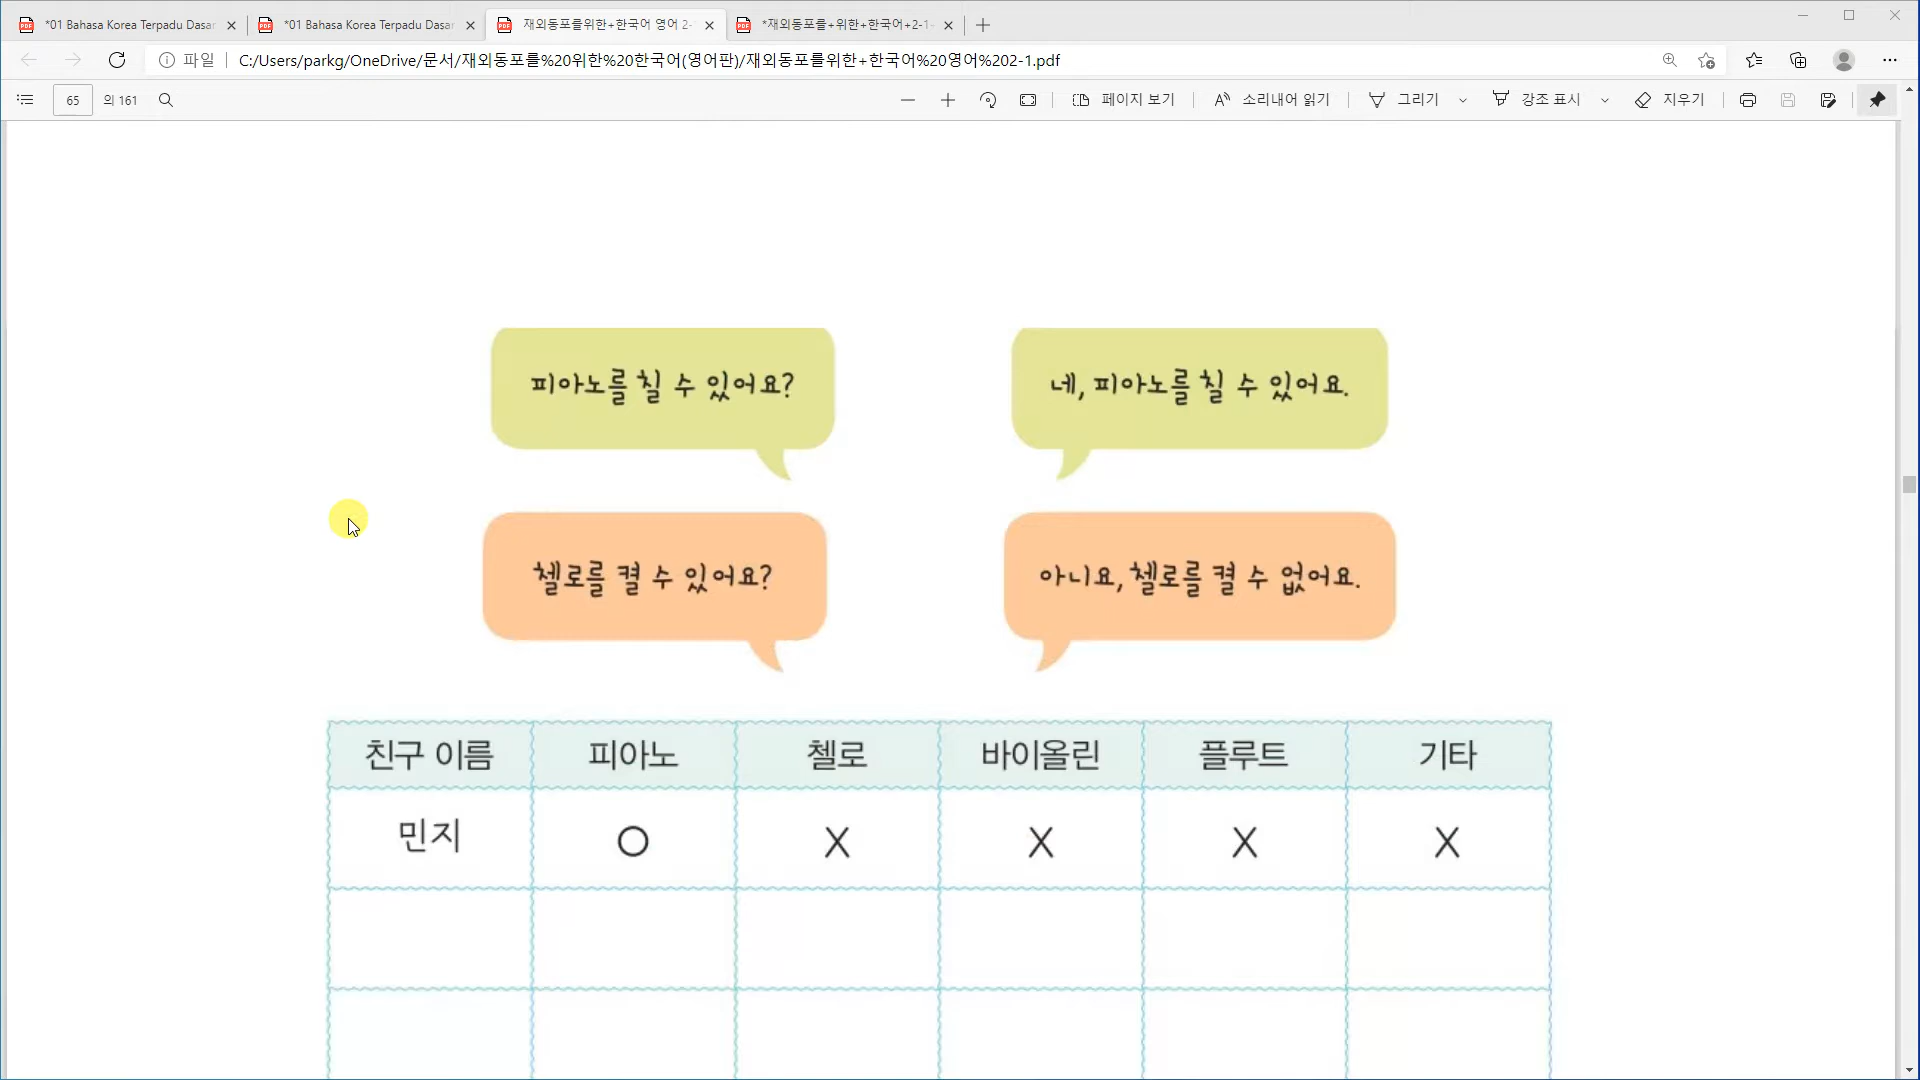 *01 Bahasa Korea Terpadu Dasar
*01 Bahasa Korea Terpadu Dasar
재외동포를위한+한국어 영어 2-
*재외동포를+위한+한국어+2-1-
파일
C:/Users/parkg/OneDrive/문서/재외동포를%20위한%20한국어(영어판)/재외동포를위한+한국어%20영어%202-1.pdf
65 의 161
페이지 보기
소리내어 읽기
그리기
강조 표시
지우기
피아노를 칠 수 있어요?
네, 피아노를 칠 수 있어요.
첼로를 켤 수 있어요?
아니요, 첼로를 켤 수 없어요.
친구 이름 피아노 첼로 바이올린 플루트 기타
민지 O X X X X